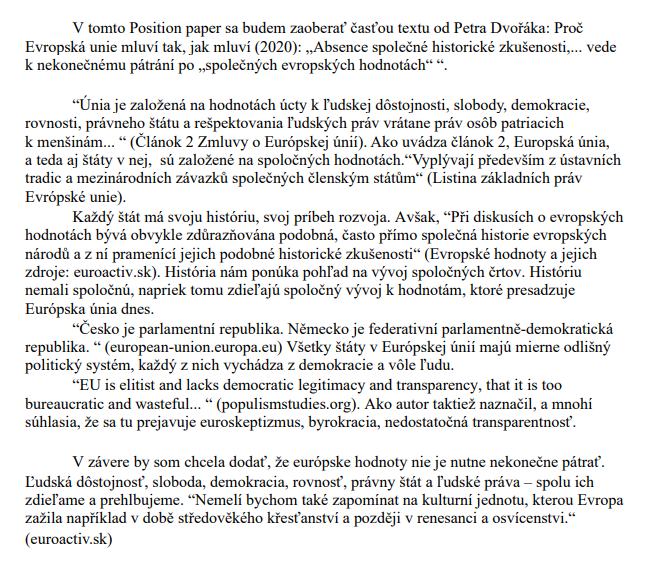 V tomto Position paper sa budem zaoberať časťou textu od Petra Dvořáka: Proč
Evropská unie mluví tak, jak mluví (2020): „Absence společné historické zkušenosti,... vede
k nekonečnému pátrání po „společných evropských hodnotách“ “.
“Únia je založená na hodnotách úcty k ľudskej dôstojnosti, slobody, demokracie,
rovnosti, právneho štátu a rešpektovania ľudských práv vrátane práv osôb patriacich
k menšinám... “ (Článok 2 Zmluvy o Európskej únií). Ako uvádza článok 2, Europská únia,
a teda aj štáty v nej,  sú založené na spoločných hodnotách.“Vyplývají především z ústavních
tradic a mezinárodních závazků společných členským státům“ (Listina základních práv
Evrópské unie).
Každý štát má svoju históriu, svoj príbeh rozvoja. Avšak, “Při diskusích o evropských
hodnotách bývá obvykle zdůrazňována podobná, často přímo společná historie evropských
národů a z ní pramenící jejich podobné historické zkušenosti“ (Evropské hodnoty a jejich
zdroje: euroactiv.sk). História nám ponúka pohľad na vývoj spoločných črtov. Históriu
nemali spoločnú, napriek tomu zdieľajú spoločný vývoj k hodnotám, ktoré presadzuje
Európska únia dnes.
“Česko je parlamentní republika. Německo je federativní parlamentně-demokratická
republika. “ (european-union.europa.eu) Všetky štáty v Európskej únií majú mierne odlišný
politický systém, každý z nich vychádza z demokracie a vôle ľudu.
“EU is elitist and lacks democratic legitimacy and transparency, that it is too
bureaucratic and wasteful... “ (populismstudies.org). Ako autor taktiež naznačil, a mnohí
súhlasia, že sa tu prejavuje euroskeptizmus, byrokracia, nedostatočná transparentnosť.
V závere by som chcela dodať, že európske hodnoty nie je nutne nekonečne pátrať.
Ľudská dôstojnosť, sloboda, demokracia, rovnosť, právny štát a ľudské práva – spolu ich
zdieľame a prehlbujeme. “Nemelí bychom také zapomínat na kulturní jednotu, kterou Evropa
zažila například v době středověkého křesťanství a později v renesanci a osvícenství.“
(euroactiv.sk)